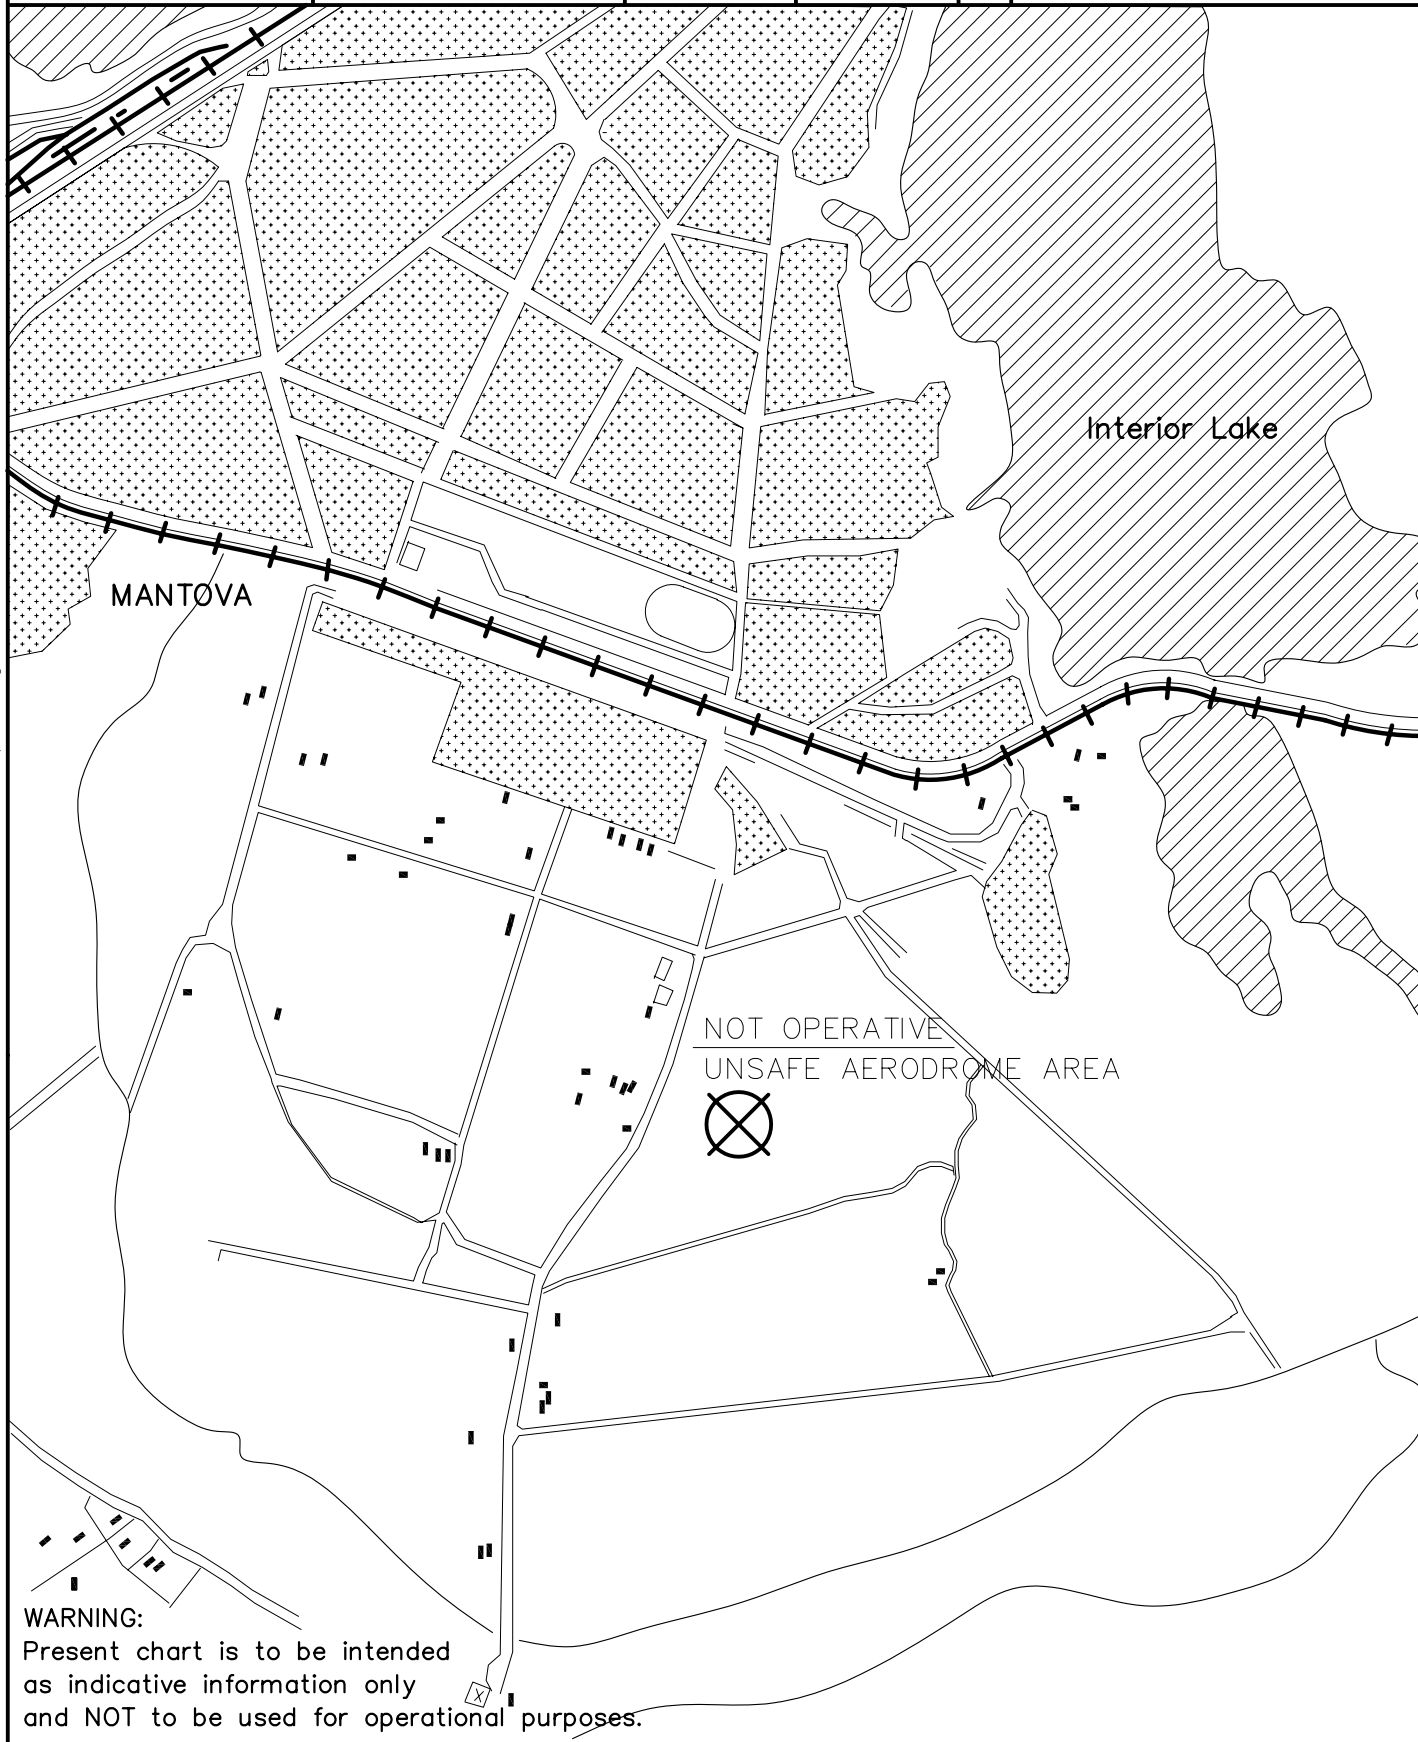 Interior Lake
MANTOVA
NOT OPERATIVE
UNSAFE AERODROME AREA
WARNING:
Present chart is to be intended
as indicative information only
and NOT to be used for operational purposes.